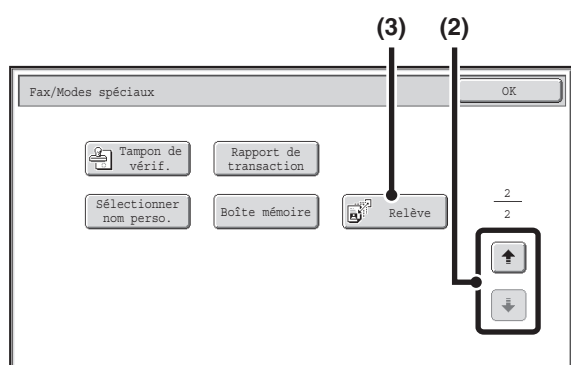 (3) (2)
Fax/Modes spéciaux OK
Tampon de vérif.
Rapport de transaction
Sélectionner nom perso.
Boîte mémoire
Relève
2
2